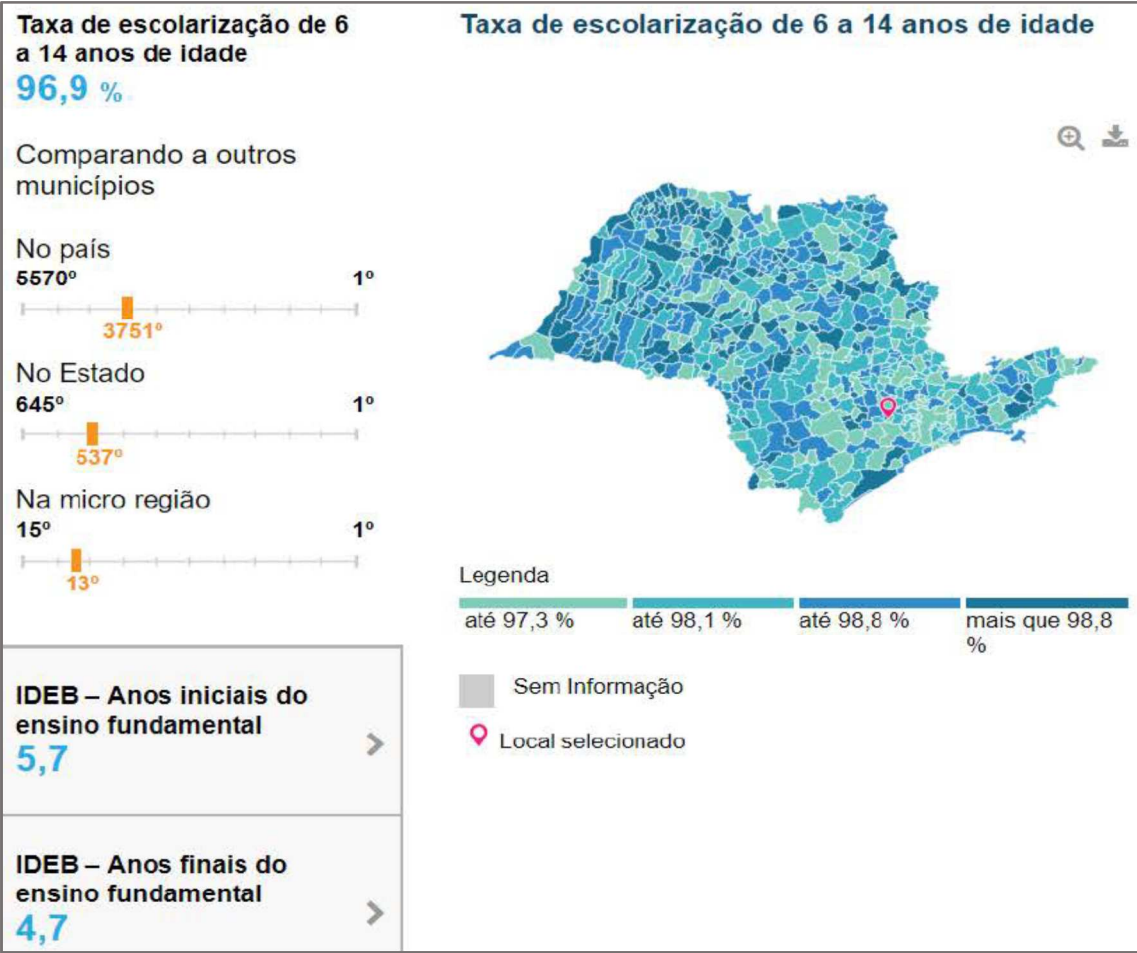 Taxa de escolarização de 6
a 14 anos de idade
96,9 %
Comparando a outros
municípios
No país
5570º 1º
3751º
No Estado
645º 1º
537º
Na micro região
15º 1º
13º
IDEB – Anos iniciais do
ensino fundamental
5,7
IDEB – Anos finais do
ensino fundamental
4,7
Taxa de escolarização de 6 a 14 anos de idade
Legenda
até 97,3 % até 98,1 % até 98,8 % mais que 98,8
%
Sem Informação
Local selecionado